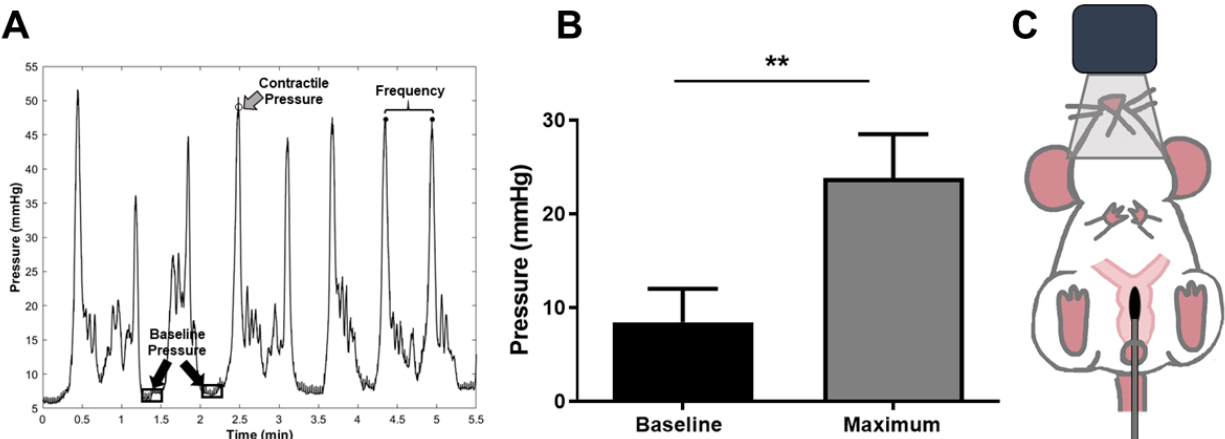 A
55
50
45
40
35
30
25
20
15
10
5
Pressure (mmHg)
Contractile
Pressure
Frequency
Baseline
Pressure
0 0.5 1 1.5 2 2.5 3 3.5 4 4.5 5 5.5
Time (min)
B
**
30
20
10
0
Pressure (mmHg)
Baseline Maximum
C